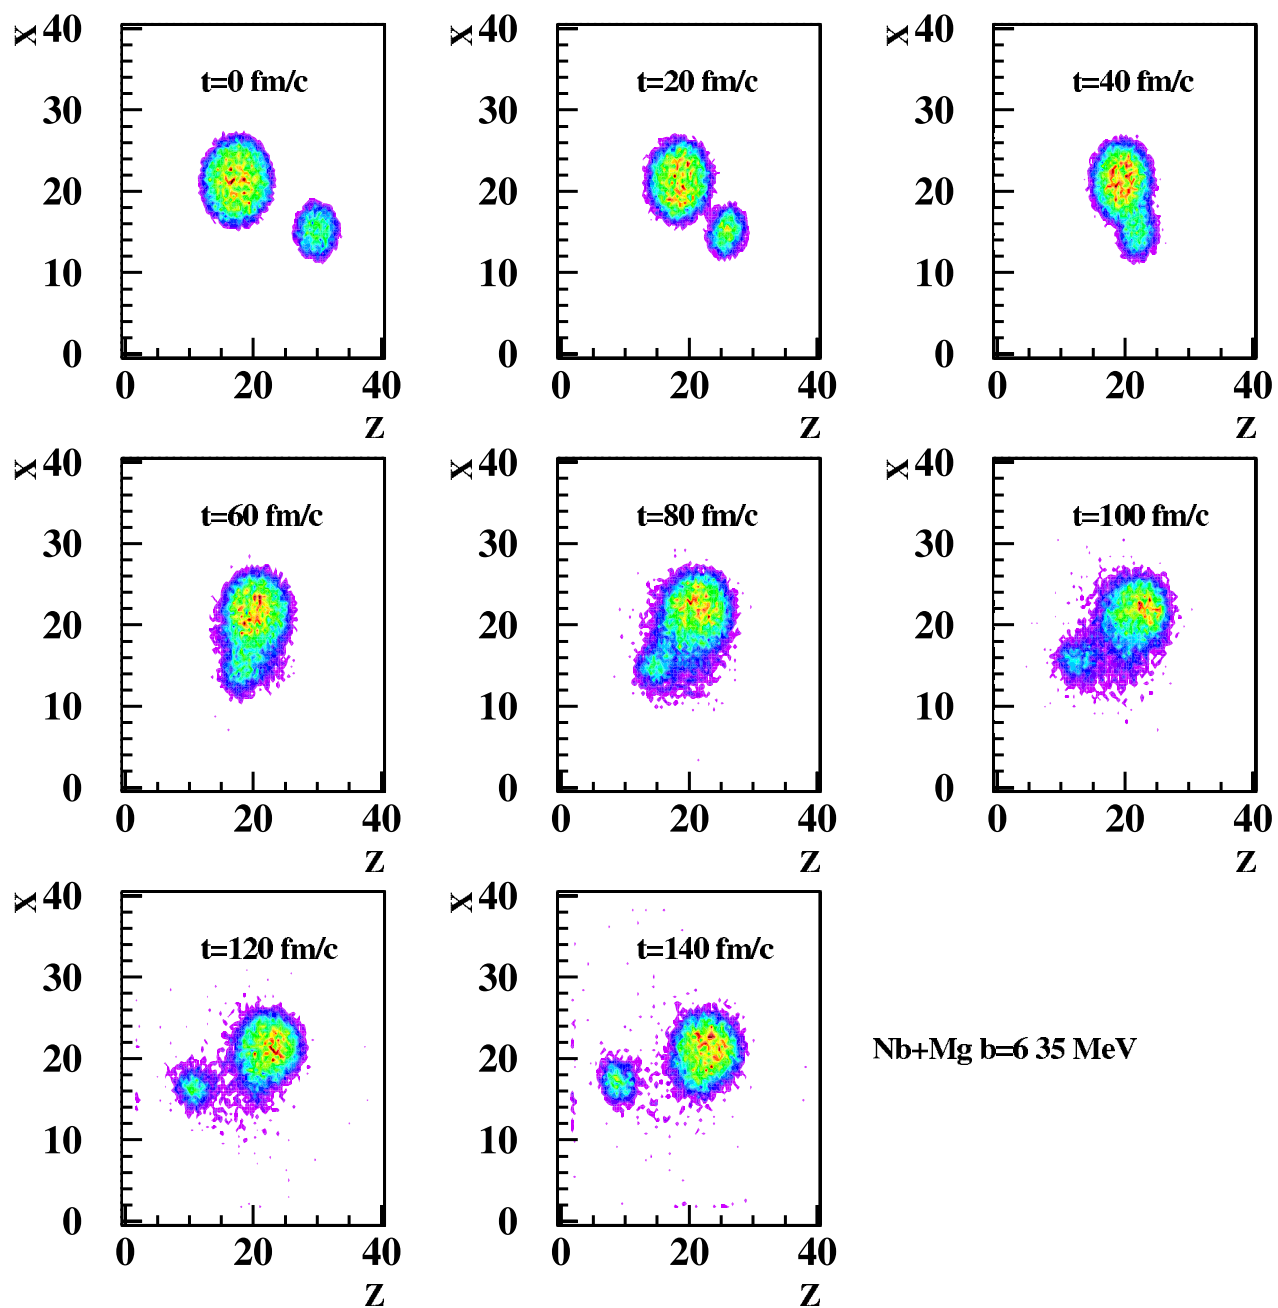 X 40 X 40 X 40
t=0 fm/c t=20 fm/c t=40 fm/c
30 30 30
20 20 20
10 10 10
0 0 0
0 20 40 0 20 40 0 20 40
Z Z Z
X 40 X 40 X 40
t=60 fm/c t=80 fm/c t=100 fm/c
30 30 30
20 20 20
10 10 10
0 0 0
0 20 40 0 20 40 0 20 40
Z Z Z
X 40 X 40
t=120 fm/c t=140 fm/c
30 30
20 20 Nb+Mg b=6 35 MeV
10 10
0 0
0 20 40 0 20 40
Z Z